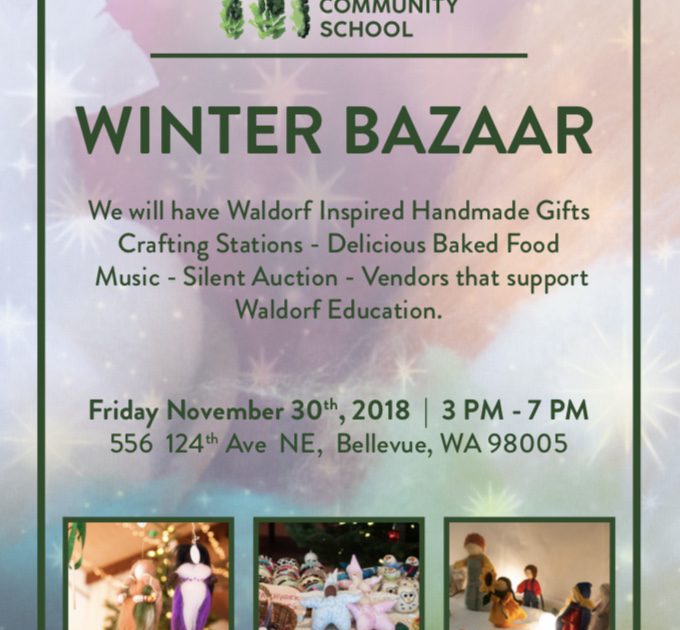 COMMUNITY
SCHOOL
WINTER BAZAAR
We will have Waldorf Inspired Handmade Gifts
Crafting Stations - Delicious Baked Food
Music - Silent Auction - Vendors that support
Waldorf Education.
Friday November 30th, 2018 | 3 PM - 7 PM
556 124th Ave NE, Bellevue, WA 98005